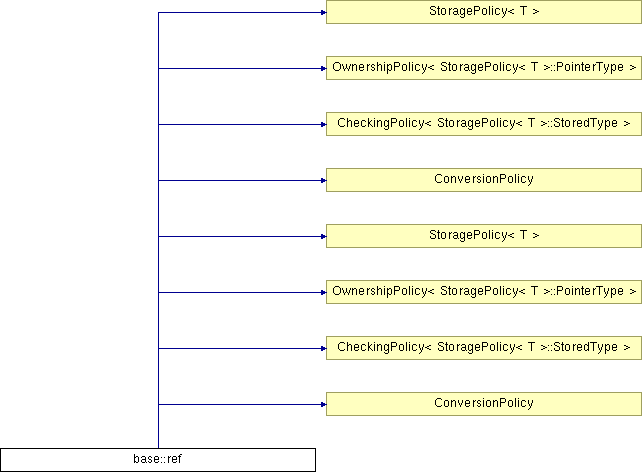 StoragePolicy< T >
OwnershipPolicy< StoragePolicy< T >::PointerType >
CheckingPolicy< StoragePolicy< T >::StoredType >
ConversionPolicy
StoragePolicy< T >
OwnershipPolicy< StoragePolicy< T >::PointerType >
CheckingPolicy< StoragePolicy< T >::StoredType >
ConversionPolicy
base::ref